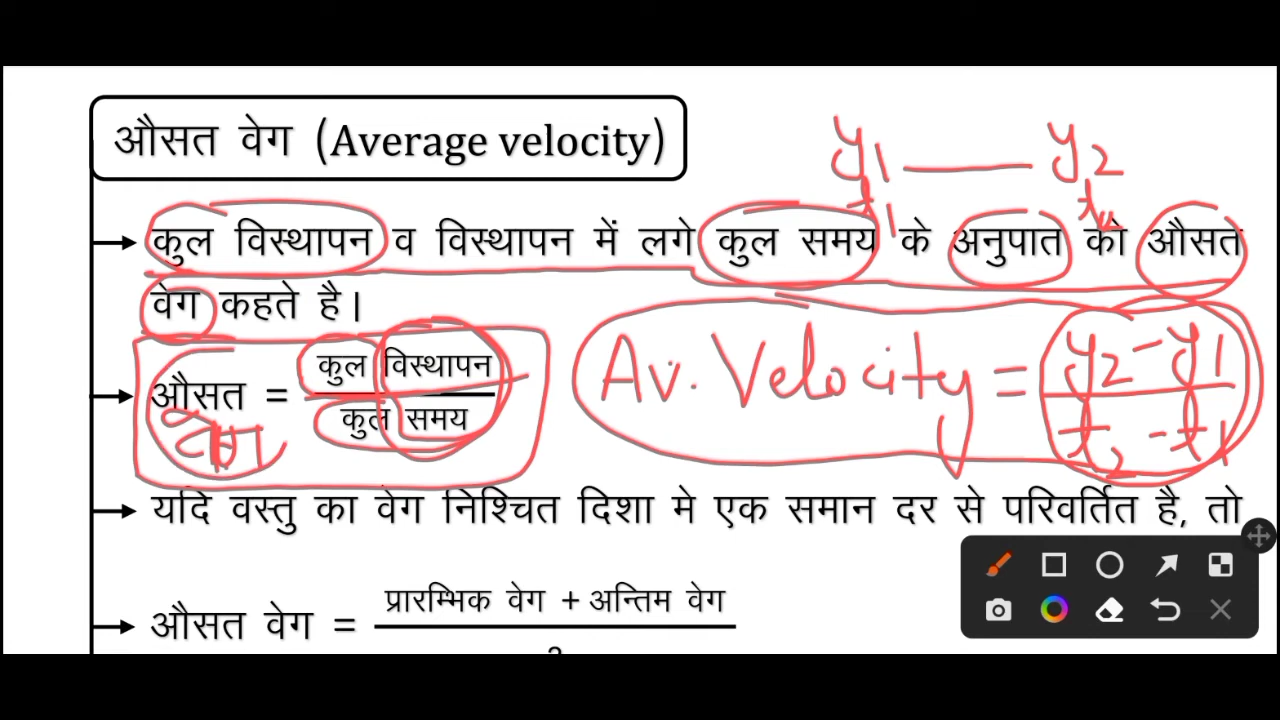 औसत वेग (Average velocity)
y1 — y2
t1 t2
कुल विस्थापन व विस्थापन में लगे कुल समय के अनुपात को औसत
वेग कहते है।
औसत = कुल विस्थापन / कुल समय
वेग
Av. Velocity = y2 - y1 / t2 - t1
यदि वस्तु का वेग निश्चित दिशा मे एक समान दर से परिवर्तित है, तो
औसत वेग = प्रारम्भिक वेग + अन्तिम वेग